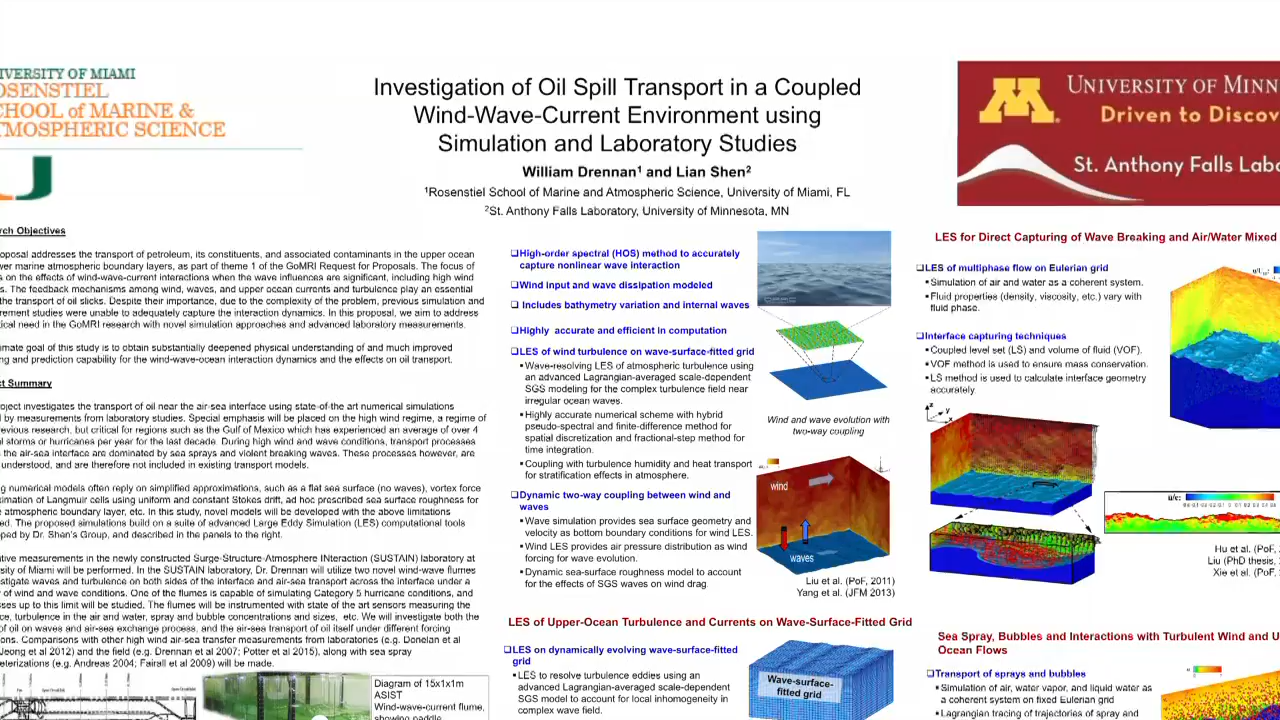 IVERSITY OF MIAMI
OSENSTIEL
CHOOL of MARINE &
TMOSPHERIC SCIENCE
Investigation of Oil Spill Transport in a Coupled
Wind-Wave-Current Environment using
Simulation and Laboratory Studies
William Drennan1 and Lian Shen2
1Rosenstiel School of Marine and Atmospheric Science, University of Miami, FL
2St. Anthony Falls Laboratory, University of Minnesota, MN
UNIVERSITY OF MINN
Driven to Discov
St. Anthony Falls Labo
rch Objectives
oposal addresses the transport of petroleum, its constituents, and associated contaminants in the upper ocean
wer marine atmospheric boundary layers, as part of theme 1 of the GoMRI Request for Proposals. The focus of
s on the effects of wind-wave-current interactions when the wave influences are significant, including high wind
s. The feedback mechanisms among wind, waves, and upper ocean currents and turbulence play an essential
the transport of oil slicks. Despite their importance, due to the complexity of the problem, previous simulation and
rement studies were unable to adequately capture the interaction dynamics. In this proposal, we aim to address
tical need in the GoMRI research with novel simulation approaches and advanced laboratory measurements.
timate goal of this study is to obtain substantially deepened physical understanding of and much improved
ng and prediction capability for the wind-wave-ocean interaction dynamics and the effects on oil transport.
ct Summary
roject investigates the transport of oil near the air-sea interface using state-of-the art numerical simulations
d by measurements from laboratory studies. Special emphasis will be placed on the high wind regime, a regime of
revious research, but critical for regions such as the Gulf of Mexico which has experienced an average of over 4
l storms or hurricanes per year for the last decade. During high wind and wave conditions, transport processes
s the air-sea interface are dominated by sea sprays and violent breaking waves. These processes however, are
understood, and are therefore not included in existing transport models.
ng numerical models often reply on simplified approximations, such as a flat sea surface (no waves), vortex force
ximation of Langmuir cells using uniform and constant Stokes drift, ad hoc prescribed sea surface roughness for
e atmospheric boundary layer, etc. In this study, novel models will be developed with the above limitations
ed. The proposed simulations build on a suite of advanced Large Eddy Simulation (LES) computational tools
oped by Dr. Shen's Group, and described in the panels to the right.
ative measurements in the newly constructed Surge-Structure-Atmosphere INteraction (SUSTAIN) laboratory at
versity of Miami will be performed. In the SUSTAIN laboratory, Dr. Drennan will utilize two novel wind-wave flumes
estigate waves and turbulence on both sides of the interface and air-sea transport across the interface under a
y of wind and wave conditions. One of the flumes is capable of simulating Category 5 hurricane conditions, and
sses up to this limit will be studied. The flumes will be instrumented with state of the art sensors measuring the
ce, turbulence in the air and water, spray and bubble concentrations and sizes, etc. We will investigate both the
of oil on waves and air-sea exchange process, and the air-sea transport of oil itself under different forcing
ions. Comparisons with other high wind air-sea transfer measurements from laboratories (e.g. Donelan et al
Jeong et al 2012) and the field (e.g. Drennan et al 2007; Potter et al 2015), along with sea spray
eterizations (e.g. Andreas 2004; Fairall et al 2009) will be made.
Diagram of 15x1x1m
ASIST
Wind-wave-current flume,
showing paddle
❑High-order spectral (HOS) method to accurately
capture nonlinear wave interaction
❑Wind input and wave dissipation modeled
❑ Includes bathymetry variation and internal waves
❑Highly accurate and efficient in computation
❑LES of wind turbulence on wave-surface-fitted grid
▪Wave-resolving LES of atmospheric turbulence using
an advanced Lagrangian-averaged scale-dependent
SGS modeling for the complex turbulence field near
irregular ocean waves.
▪Highly accurate numerical scheme with hybrid
pseudo-spectral and finite-difference method for
spatial discretization and fractional-step method for
time integration.
▪Coupling with turbulence humidity and heat transport
for stratification effects in atmosphere.
❑Dynamic two-way coupling between wind and
waves
▪Wave simulation provides sea surface geometry and
velocity as bottom boundary conditions for wind LES.
▪Wind LES provides air pressure distribution as wind
forcing for wave evolution.
▪Dynamic sea-surface roughness model to account
for the effects of SGS waves on wind drag.
Wind and wave evolution with
two-way coupling
wind
waves
Liu et al. (PoF, 2011)
Yang et al. (JFM 2013)
LES of Upper-Ocean Turbulence and Currents on Wave-Surface-Fitted Grid
❑LES on dynamically evolving wave-surface-fitted
grid
▪LES to resolve turbulence eddies using an
advanced Lagrangian-averaged scale-dependent
SGS model to account for local inhomogeneity in
complex wave field.
Wave-surface-
fitted grid
LES for Direct Capturing of Wave Breaking and Air/Water Mixed
❑LES of multiphase flow on Eulerian grid
▪Simulation of air and water as a coherent system.
▪Fluid properties (density, viscosity, etc.) vary with
fluid phase.
❑Interface capturing techniques
▪Coupled level set (LS) and volume of fluid (VOF).
▪VOF method is used to ensure mass conservation.
▪LS method is used to calculate interface geometry
accurately.
z
y
x
u/c:
Hu et al. (PoF,
Liu (PhD thesis,
Xie et al. (PoF,
Sea Spray, Bubbles and Interactions with Turbulent Wind and U
Ocean Flows
❑Transport of sprays and bubbles
▪Simulation of air, water vapor, and liquid water as
a coherent system on fixed Eulerian grid
▪Lagrangian tracing of trajectories of spray and